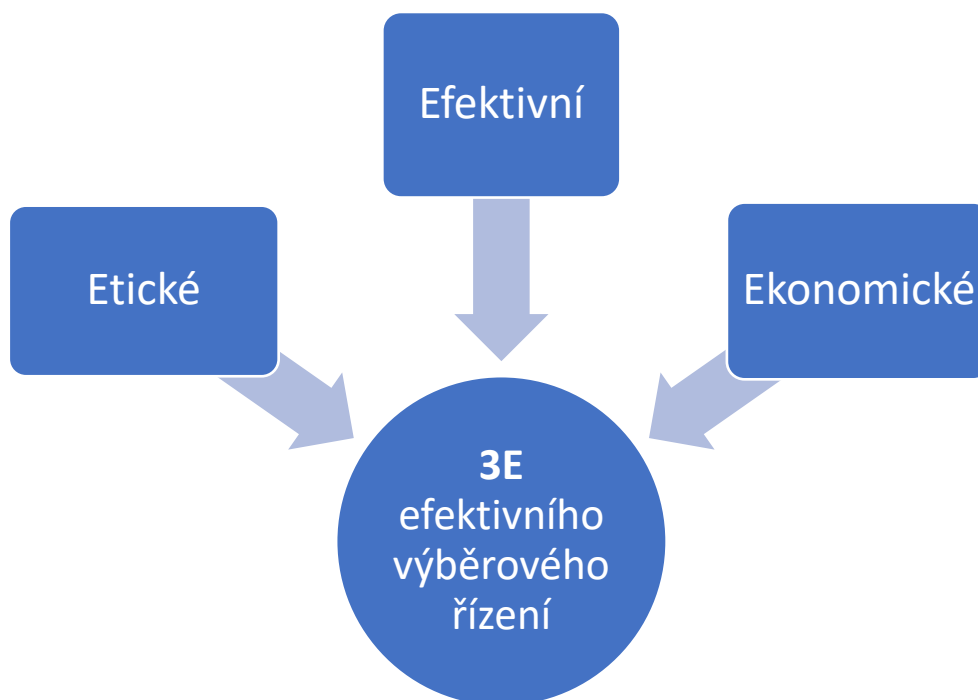 Efektivní
Etické
Ekonomické
3E
efektivního
výběrového
řízení